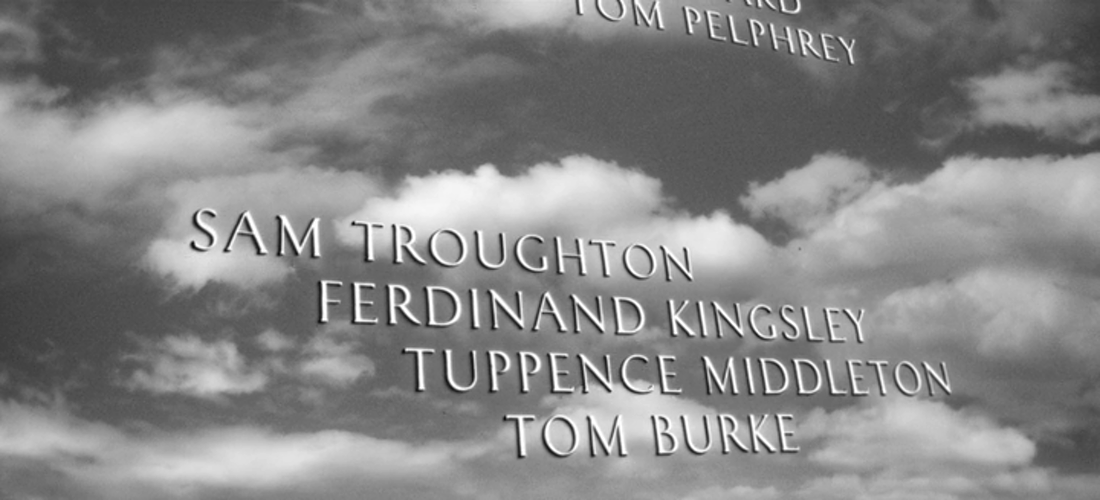 TOM PELPHREY
SAM TROUGHTON
FERDINAND KINGSLEY
TUPPENCE MIDDLETON
TOM BURKE